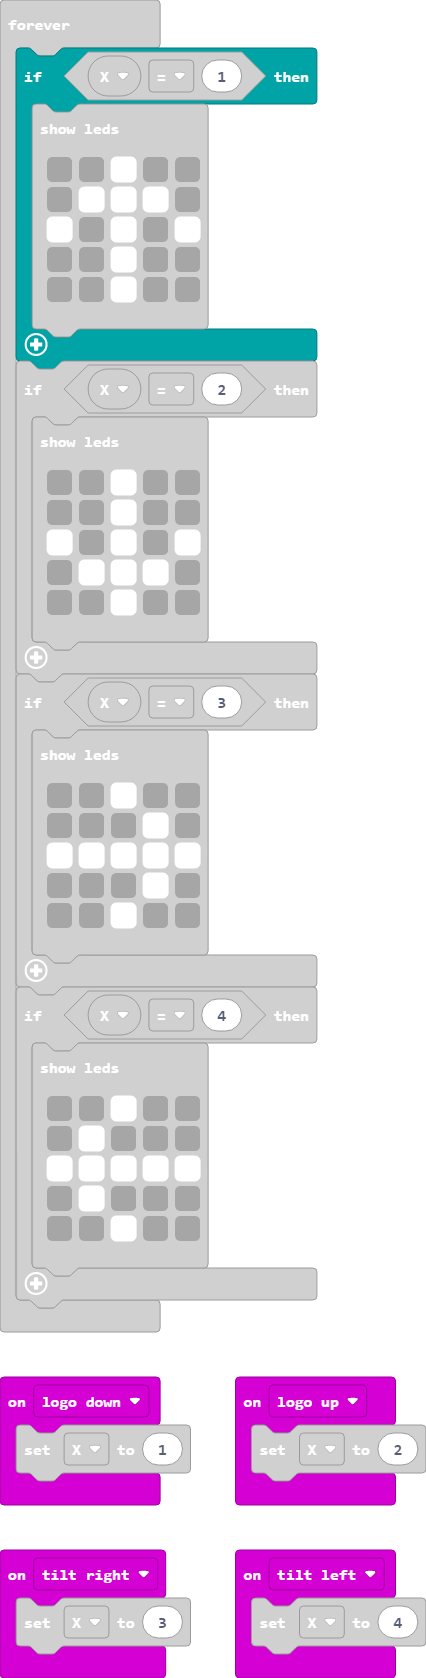 forever
if X = 1 then
show leds
if X = 2 then
show leds
if X = 3 then
show leds
if X = 4 then
show leds
on logo down
set X to 1
on logo up
set X to 2
on tilt right
set X to 3
on tilt left
set X to 4